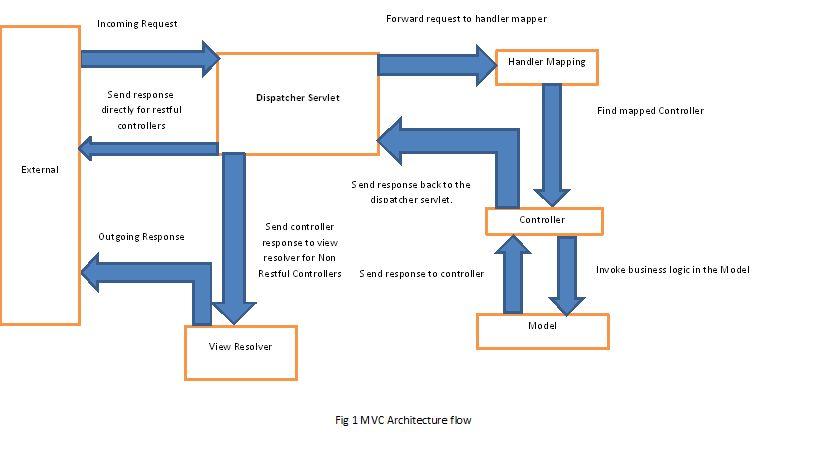 Forward request to handler mapper
Incoming Request
Handler Mapping
Dispatcher Servlet
Send response
directly for restful
controllers
Find mapped Controller
External
Send response back to the
dispatcher servlet.
Controller
Outgoing Response
Send controller
response to view
resolver for Non
Restful Controllers
Send response to controller
Invoke business logic in the Model
Model
View Resolver
Fig 1 MVC Architecture flow